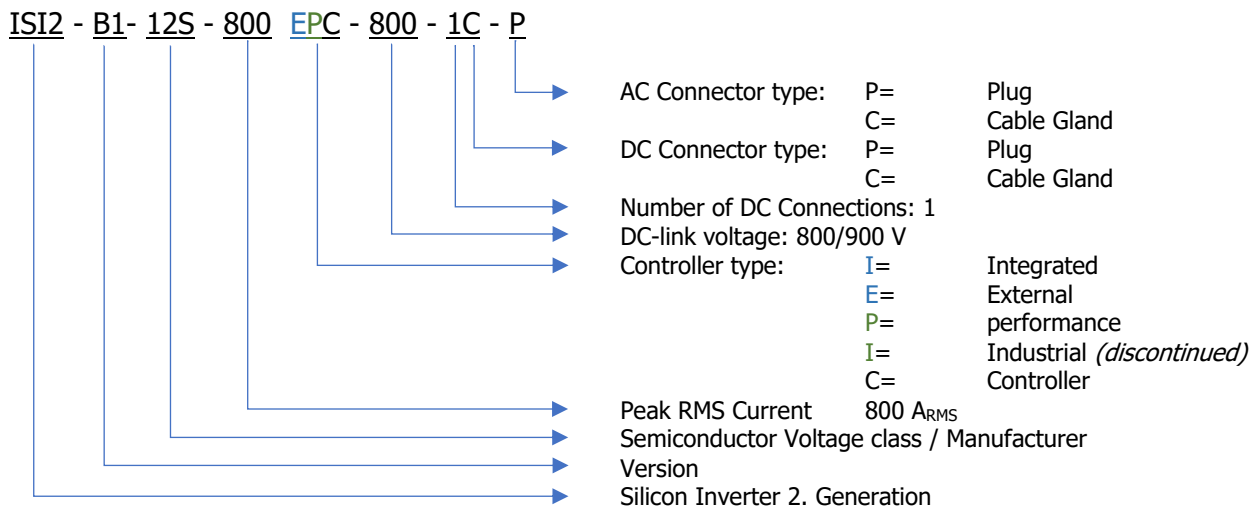 ISI2 - B1- 12S - 800 EPC - 800 - 1C - P
AC Connector type: P= Plug
C= Cable Gland
DC Connector type: P= Plug
C= Cable Gland
Number of DC Connections: 1
DC-link voltage: 800/900 V
Controller type: I= Integrated
E= External
P= performance
I= Industrial (discontinued)
C= Controller
Peak RMS Current 800 ARMS
Semiconductor Voltage class / Manufacturer
Version
Silicon Inverter 2. Generation